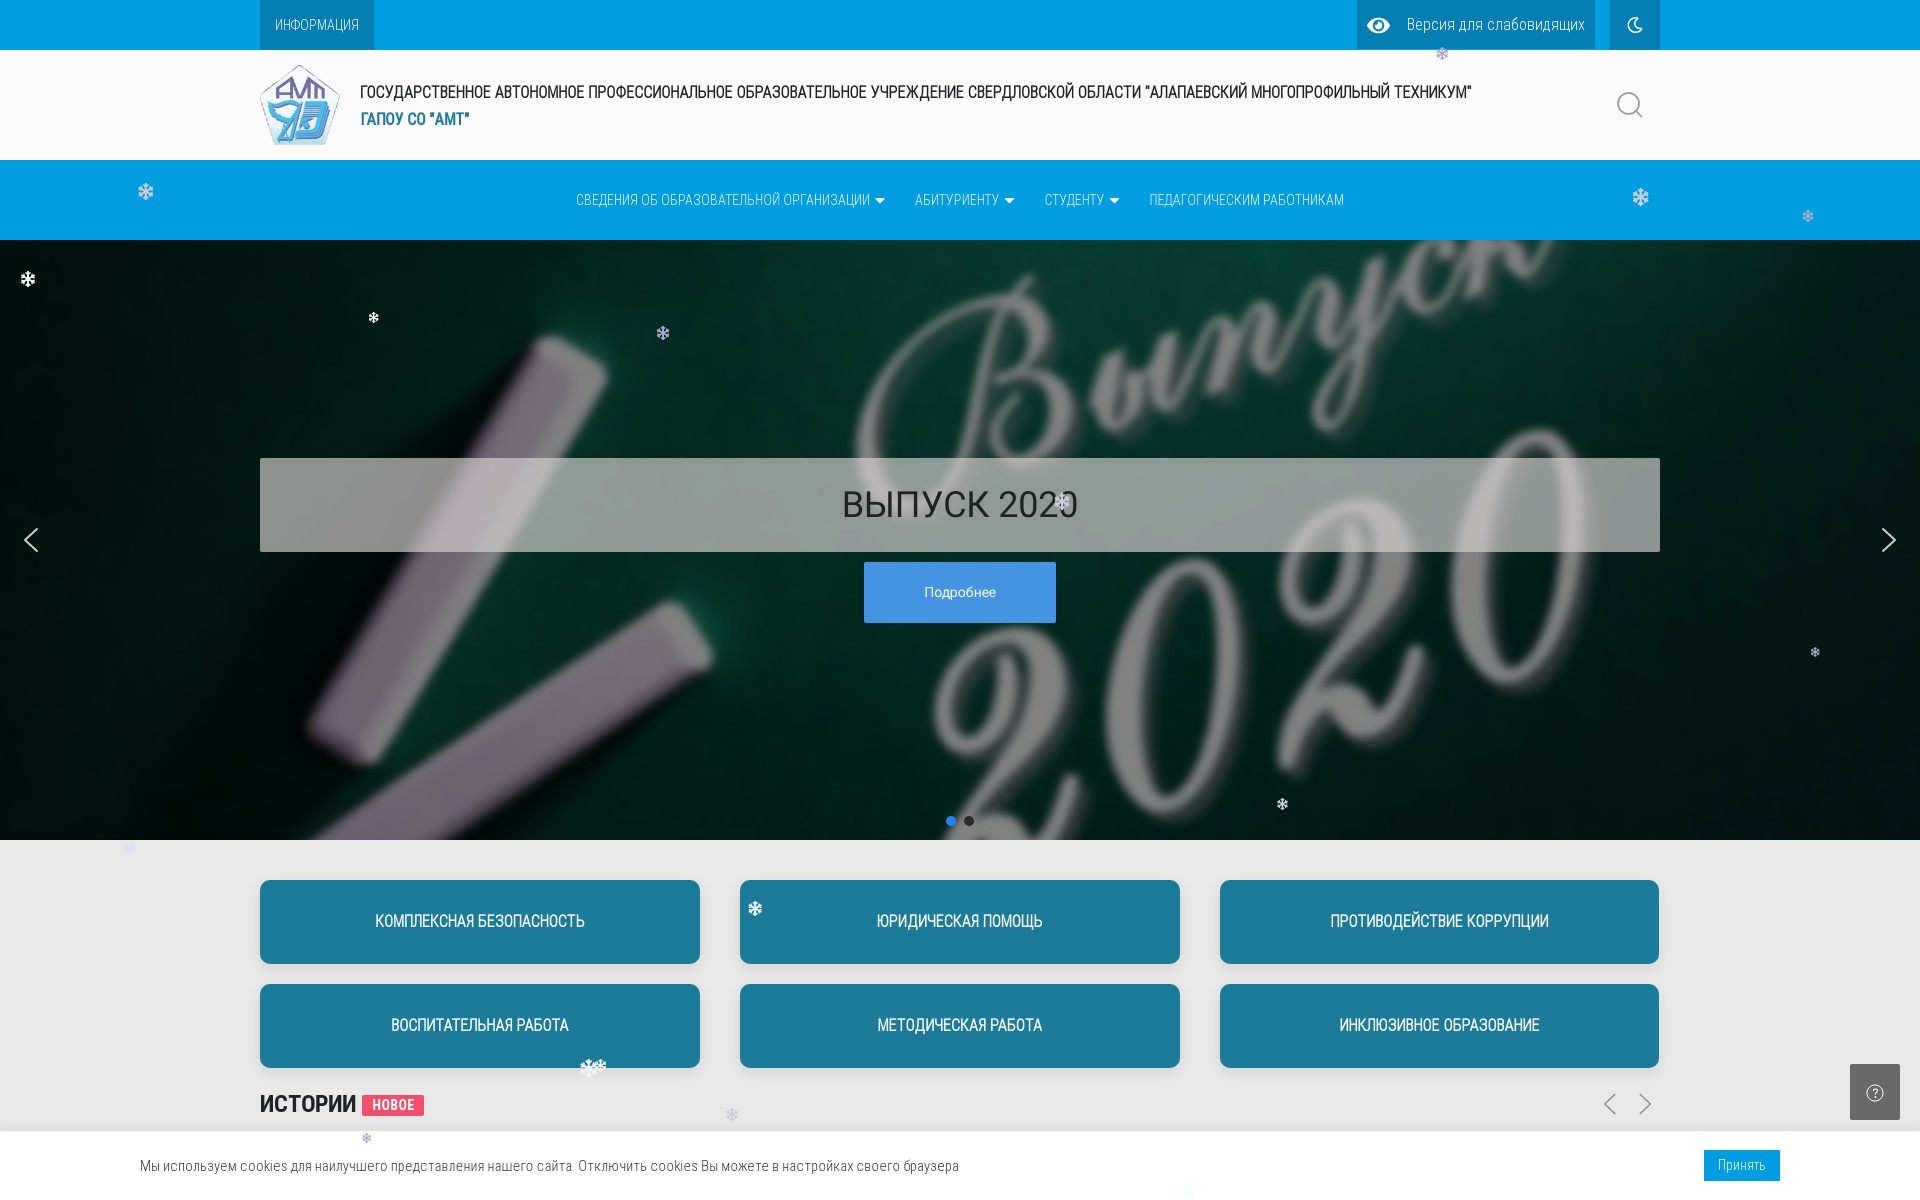 ИНФОРМАЦИЯ
Версия для слабовидящих
АМТ
ГОСУДАРСТВЕННОЕ АВТОНОМНОЕ ПРОФЕССИОНАЛЬНОЕ ОБРАЗОВАТЕЛЬНОЕ УЧРЕЖДЕНИЕ СВЕРДЛОВСКОЙ ОБЛАСТИ "АЛАПАЕВСКИЙ МНОГОПРОФИЛЬНЫЙ ТЕХНИКУМ"
ГАПОУ СО "АМТ"
СВЕДЕНИЯ ОБ ОБРАЗОВАТЕЛЬНОЙ ОРГАНИЗАЦИИ АБИТУРИЕНТУ СТУДЕНТУ ПЕДАГОГИЧЕСКИМ РАБОТНИКАМ
Выпуск
2020
ВЫПУСК 2020
Подробнее
КОМПЛЕКСНАЯ БЕЗОПАСНОСТЬ ЮРИДИЧЕСКАЯ ПОМОЩЬ ПРОТИВОДЕЙСТВИЕ КОРРУПЦИИ
ВОСПИТАТЕЛЬНАЯ РАБОТА МЕТОДИЧЕСКАЯ РАБОТА ИНКЛЮЗИВНОЕ ОБРАЗОВАНИЕ
ИСТОРИИ НОВОЕ
Мы используем cookies для наилучшего представления нашего сайта. Отключить cookies Вы можете в настройках своего браузера
Принять